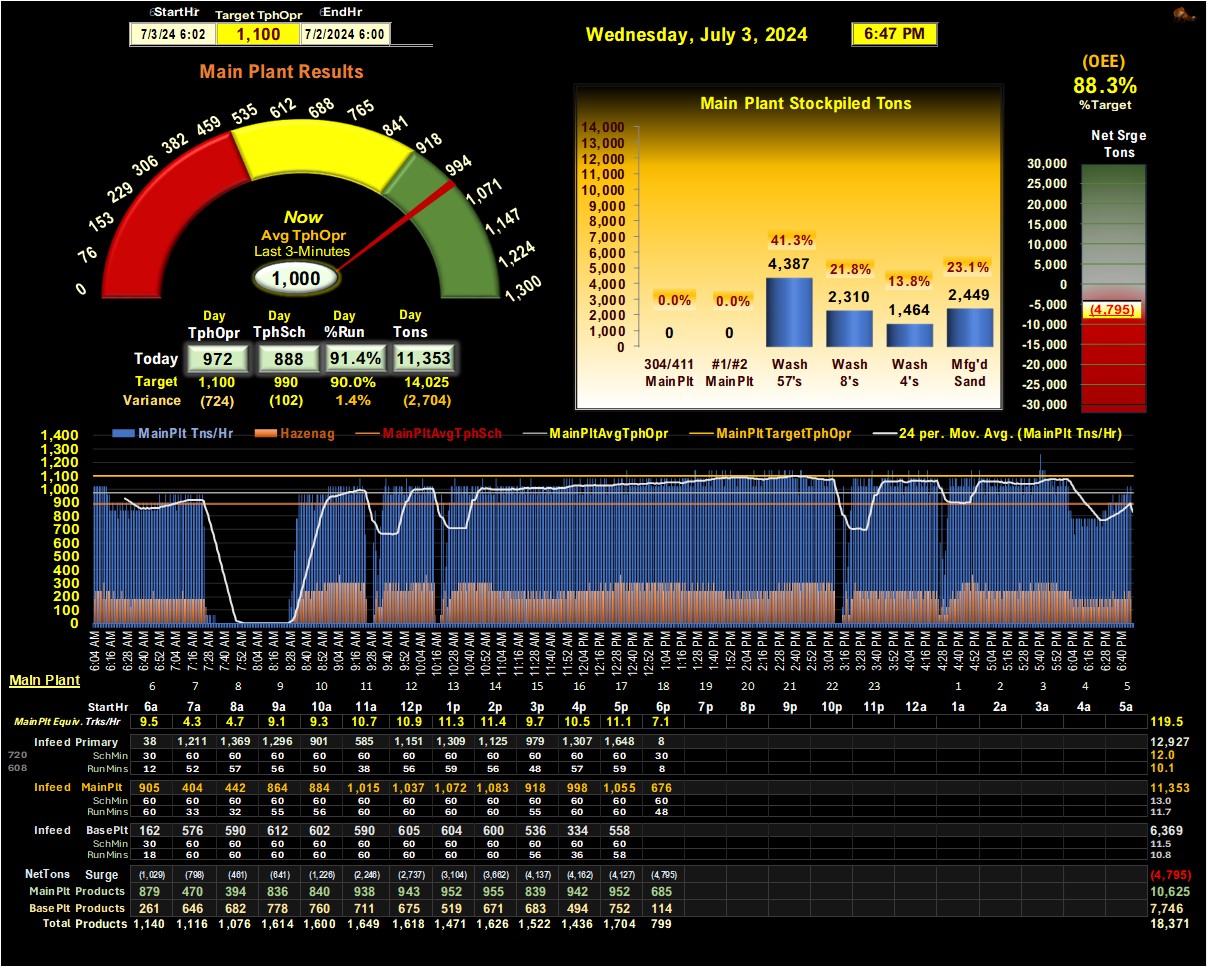 StartHr Target TphOpr EndHr
7/3/24 6:02 1,100 7/2/2024 6:00
Wednesday, July 3, 2024 6:47 PM
(OEE)
88.3%
%Target
Main Plant Results
0 76 153 229 306 382 459 535 612 688 765 841 918 994 1,071 1,147 1,224 1,300
Now
Avg TphOpr
Last 3-Minutes
1,000
Day Day Day Day
TphOpr TphSch %Run Tons
Today 972 888 91.4% 11,353
Target 1,100 990 90.0% 14,025
Variance (724) (102) 1.4% (2,704)
Main Plant Stockpiled Tons
14,000
13,000
12,000
11,000
10,000
9,000
8,000
7,000
6,000
5,000
4,000
3,000
2,000
1,000
0
0.0% 0.0% 41.3% 21.8% 13.8% 23.1%
0 0 4,387 2,310 1,464 2,449
304/411 #1/#2 Wash Wash Wash Mfg'd
MainPlt MainPlt 57's 8's 4's Sand
Net Srge
Tons
30,000
25,000
20,000
15,000
10,000
5,000
0
-5,000
-10,000
-15,000
-20,000
-25,000
-30,000
(4,795)
MainPlt Tns/Hr Hazenag MainPltAvgTphSch MainPltAvgTphOpr MainPltTargetTphOpr 24 per. Mov. Avg. (MainPlt Tns/Hr)
1,400
1,300
1,200
1,100
1,000
900
800
700
600
500
400
300
200
100
0
6:04 AM 6:16 AM 6:28 AM 6:40 AM 6:52 AM 7:04 AM 7:16 AM 7:28 AM 7:40 AM 7:52 AM 8:04 AM 8:16 AM 8:28 AM 8:40 AM 8:52 AM 9:04 AM 9:16 AM 9:28 AM 9:40 AM 9:52 AM 10:04 AM 10:16 AM 10:28 AM 10:40 AM 10:52 AM 11:04 AM 11:16 AM 11:28 AM 11:40 AM 11:52 AM 12:04 PM 12:16 PM 12:28 PM 12:40 PM 12:52 PM 1:04 PM 1:16 PM 1:28 PM 1:40 PM 1:52 PM 2:04 PM 2:16 PM 2:28 PM 2:40 PM 2:52 PM 3:04 PM 3:16 PM 3:28 PM 3:40 PM 3:52 PM 4:04 PM 4:16 PM 4:28 PM 4:40 PM 4:52 PM 5:04 PM 5:16 PM 5:28 PM 5:40 PM 5:52 PM 6:04 PM 6:16 PM 6:28 PM 6:40 PM
Main Plant
6 7 8 9 10 11 12 13 14 15 16 17 18 19 20 21 22 23 1 2 3 4 5
StartHr 6a 7a 8a 9a 10a 11a 12p 1p 2p 3p 4p 5p 6p 7p 8p 9p 10p 11p 12a 1a 2a 3a 4a 5a
MainPlt Equiv. Trks/Hr 9.5 4.3 4.7 9.1 9.3 10.7 10.9 11.3 11.4 9.7 10.5 11.1 7.1 119.5
Infeed Primary 38 1,211 1,369 1,296 901 585 1,151 1,309 1,125 979 1,307 1,648 8 12,927
720 SchMin 30 60 60 60 60 60 60 60 60 60 60 60 30 12.0
608 RunMins 12 52 57 56 50 38 56 59 56 48 57 59 8 10.1
Infeed MainPlt 905 404 442 864 884 1,015 1,037 1,072 1,083 918 998 1,055 676 11,353
SchMin 60 60 60 60 60 60 60 60 60 60 60 60 60 13.0
RunMins 60 33 32 55 56 60 60 60 60 55 60 60 48 11.7
Infeed BasePlt 162 576 590 612 602 590 605 604 600 536 334 558 6,369
SchMin 30 60 60 60 60 60 60 60 60 60 60 60 11.5
RunMins 18 60 60 60 60 60 60 60 60 56 36 58 10.8
NetTons Surge (1,029) (798) (461) (641) (1,226) (2,246) (2,737) (3,104) (3,662) (4,137) (4,162) (4,127) (4,795) (4,795)
MainPlt Products 879 470 394 836 840 938 943 952 955 839 942 952 685 10,625
BasePlt Products 261 646 682 778 760 711 675 519 671 683 494 752 114 7,746
Total Products 1,140 1,116 1,076 1,614 1,600 1,649 1,618 1,471 1,626 1,522 1,436 1,704 799 18,371